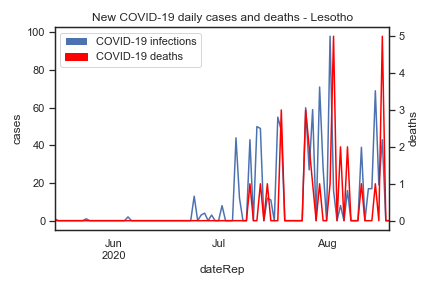 New COVID-19 daily cases and deaths - Lesotho
COVID-19 infections
COVID-19 deaths
100
80
60
40
20
0
cases
5
4
3
2
1
0
deaths
Jun
2020
Jul
Aug
dateRep